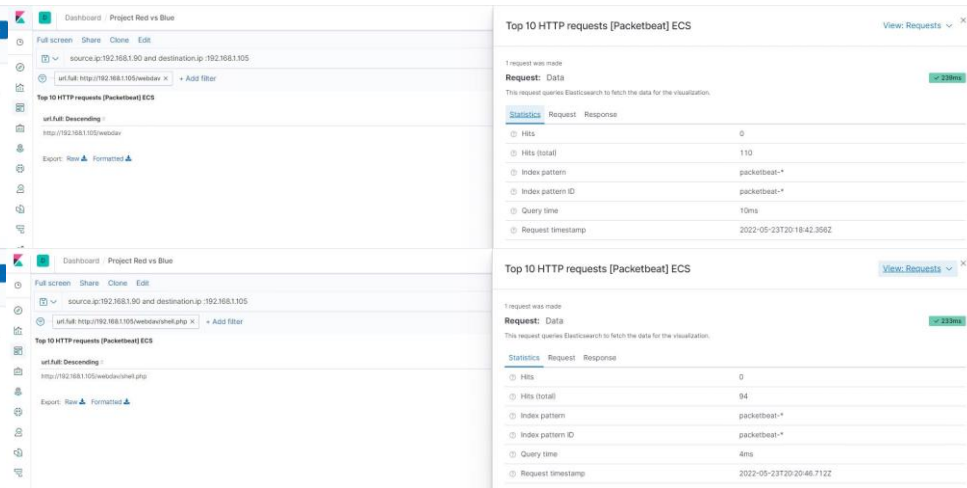 D Dashboard / Project Red vs Blue
Full screen Share Clone Edit
source.ip:192.168.1.90 and destination.ip :192.168.1.105
url.full: http://192.168.1.105/webdav × + Add filter
Top 10 HTTP requests [Packetbeat] ECS
url.full: Descending
http://192.168.1.105/webdav
Export: Raw Formatted
Top 10 HTTP requests [Packetbeat] ECS
View: Requests
1 request was made
Request: Data
239ms
This request queries Elasticsearch to fetch the data for the visualization.
Statistics Request Response
Hits 0
Hits (total) 110
Index pattern packetbeat-*
Index pattern ID packetbeat-*
Query time 10ms
Request timestamp 2022-05-23T20:18:42.356Z
D Dashboard / Project Red vs Blue
Full screen Share Clone Edit
source.ip:192.168.1.90 and destination.ip :192.168.1.105
url.full: http://192.168.1.105/webdav/shell.php × + Add filter
Top 10 HTTP requests [Packetbeat] ECS
url.full: Descending
http://192.168.1.105/webdav/shell.php
Export: Raw Formatted
Top 10 HTTP requests [Packetbeat] ECS
View: Requests
1 request was made
Request: Data
233ms
This request queries Elasticsearch to fetch the data for the visualization.
Statistics Request Response
Hits 0
Hits (total) 94
Index pattern packetbeat-*
Index pattern ID packetbeat-*
Query time 4ms
Request timestamp 2022-05-23T20:20:46.712Z